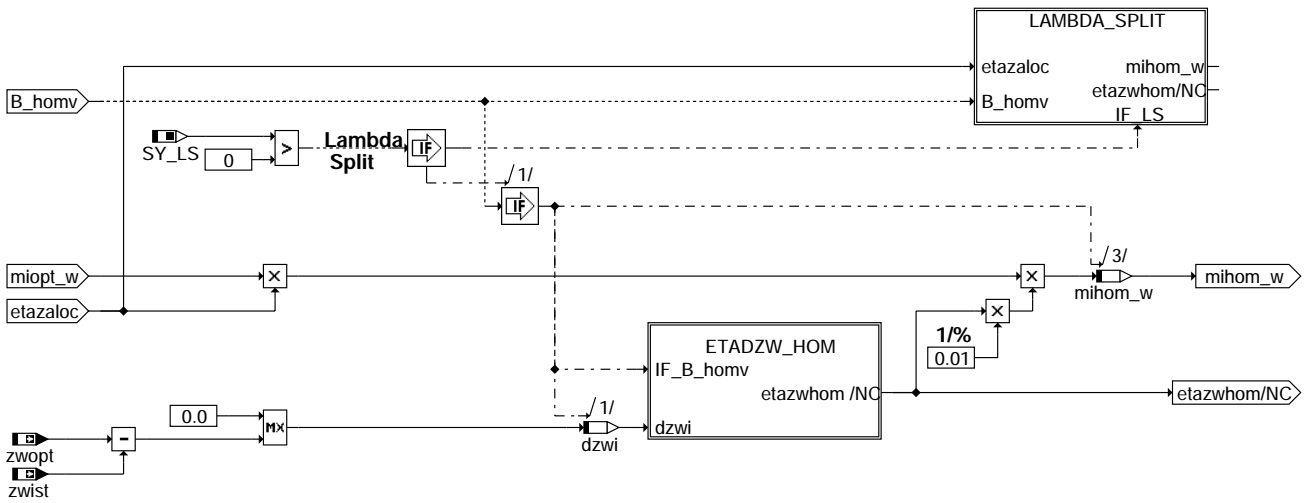 LAMBDA_SPLIT
etazaloc
mihom_w
etazwhom/NC
B_homv
B_homv
IF_LS
SY_LS
0
>
Lambda
Split
IF
/1/
IF
miopt_w
X
X
/3/
mihom_w
mihom_w
etazaloc
X
1/%
0.01
ETADZW_HOM
IF_B_homv
etazwhom /NC
etazwhom/NC
0.0
MX
/1/
dzwi
dzwi
zwopt
-
zwist